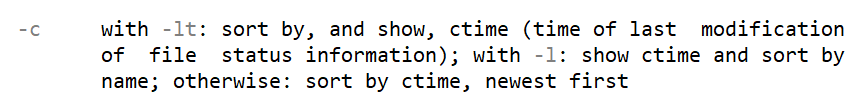 -c with -lt: sort by, and show, ctime (time of last modification
of file status information); with -l: show ctime and sort by
name; otherwise: sort by ctime, newest first